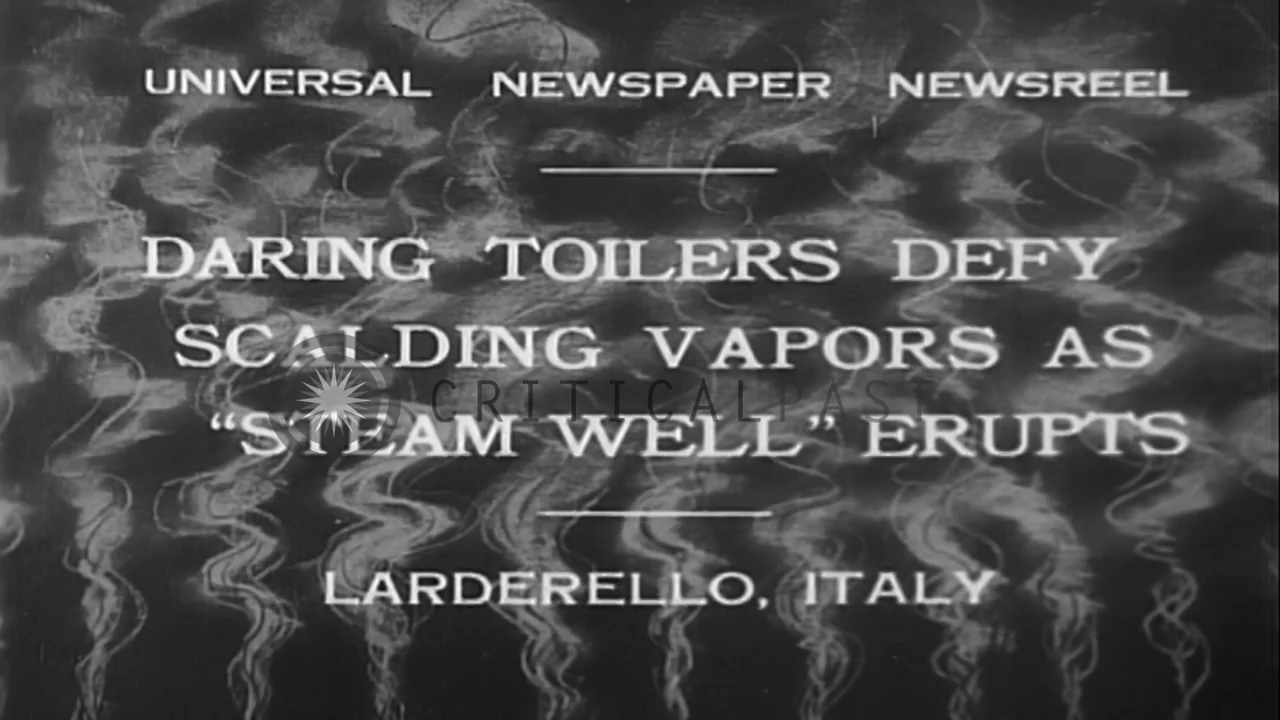 UNIVERSAL NEWSPAPER NEWSREEL
DARING TOILERS DEFY
SCALDING VAPORS AS
CRITICALPAST
“STEAM WELL” ERUPTS
LARDERELLO, ITALY